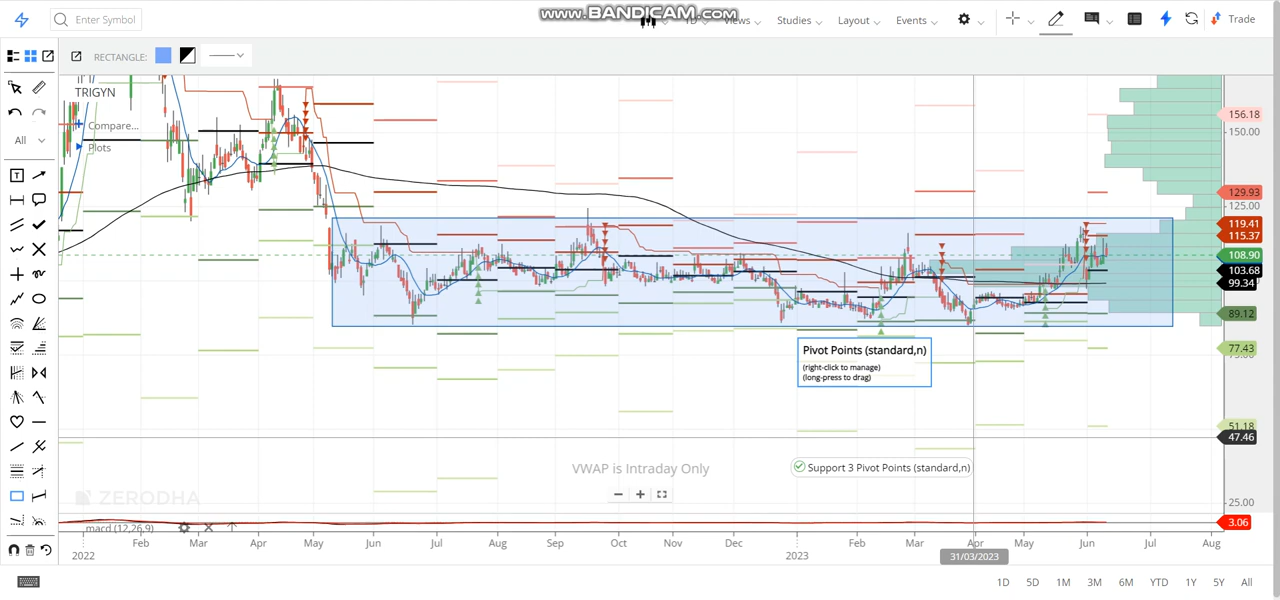 www.BANDICAM.com
Enter Symbol
1D
Views
Studies
Layout
Events
Trade
RECTANGLE:
All
TRIGYN
Compare...
Plots
156.18
150.00
129.93
125.00
119.41
115.37
108.90
103.68
99.34
89.12
77.43
75.00
51.18
47.46
25.00
3.06
Pivot Points (standard,n)
(right-click to manage)
(long-press to drag)
VWAP is Intraday Only
Support 3 Pivot Points (standard,n)
ZERODHA
macd (12,26,9)
Feb Mar Apr May Jun Jul Aug Sep Oct Nov Dec Feb Mar Apr May Jun Jul Aug
2022 2023
31/03/2023
1D 5D 1M 3M 6M YTD 1Y 5Y All